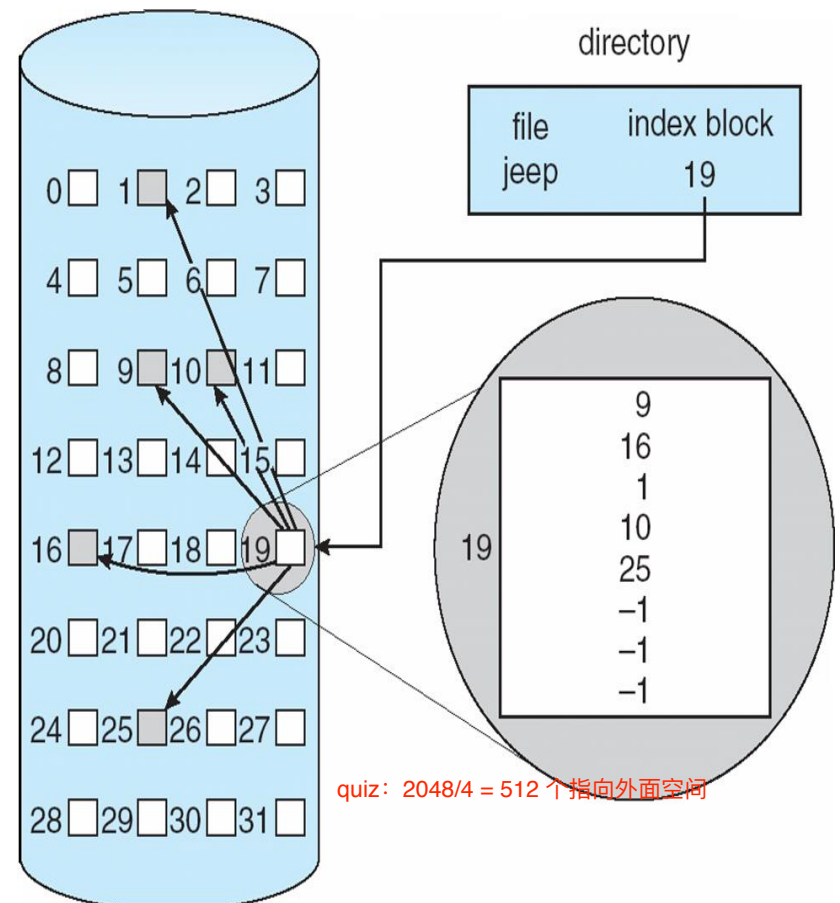 directory
file index block
jeep 19
0 1 2 3
4 5 6 7
8 9 10 11
12 13 14 15
16 17 18 19
20 21 22 23
24 25 26 27
28 29 30 31
19
9
16
1
10
25
–1
–1
–1
quiz：2048/4 = 512 个指向外面空间